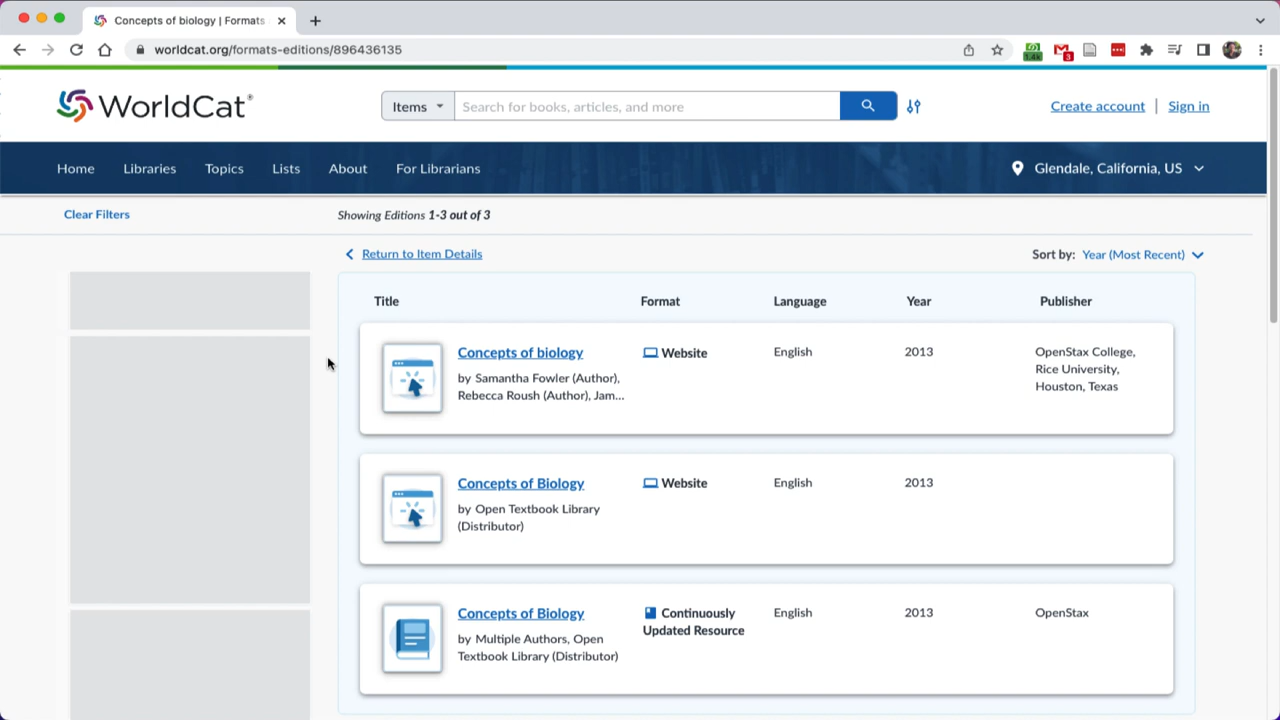 Concepts of biology | Formats
worldcat.org/formats-editions/896436135
1.4k
3
WorldCat®
Items
Search for books, articles, and more
Create account | Sign in
Home
Libraries
Topics
Lists
About
For Librarians
Glendale, California, US
Clear Filters
Showing Editions 1-3 out of 3
Return to Item Details
Sort by: Year (Most Recent)
Title Format Language Year Publisher
Concepts of biology
by Samantha Fowler (Author),
Rebecca Roush (Author), Jam...
Website
English
2013
OpenStax College,
Rice University,
Houston, Texas
Concepts of Biology
by Open Textbook Library
(Distributor)
Website
English
2013
Concepts of Biology
by Multiple Authors, Open
Textbook Library (Distributor)
Continuously
Updated Resource
English
2013
OpenStax